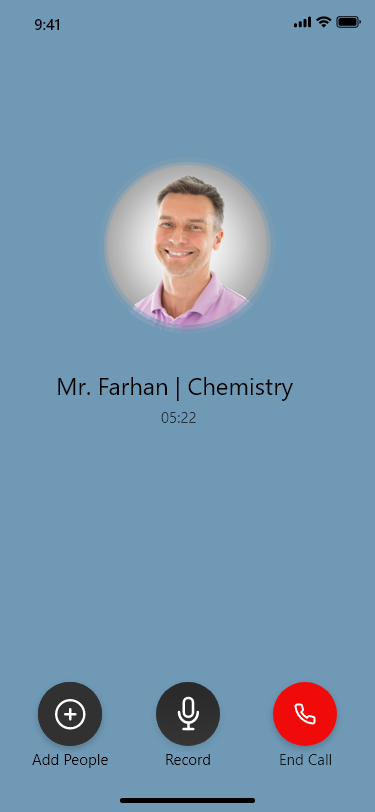 9:41
Mr. Farhan | Chemistry
05:22
Add People
Record
End Call